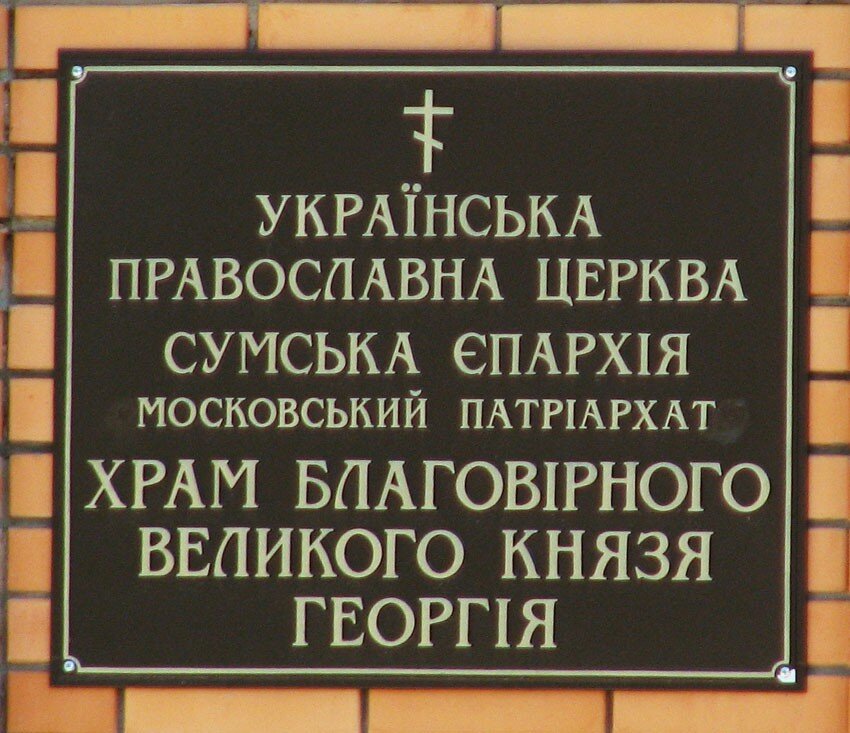 УКРАЇНСЬКА
ПРАВОСЛАВНА ЦЕРКВА
СУМСЬКА ЄПАРХІЯ
МОСКОВСЬКИЙ ПАТРІАРХАТ
ХРАМ БЛАГОВІРНОГО
ВЕЛИКОГО КНЯЗЯ
ГЕОРГІЯ